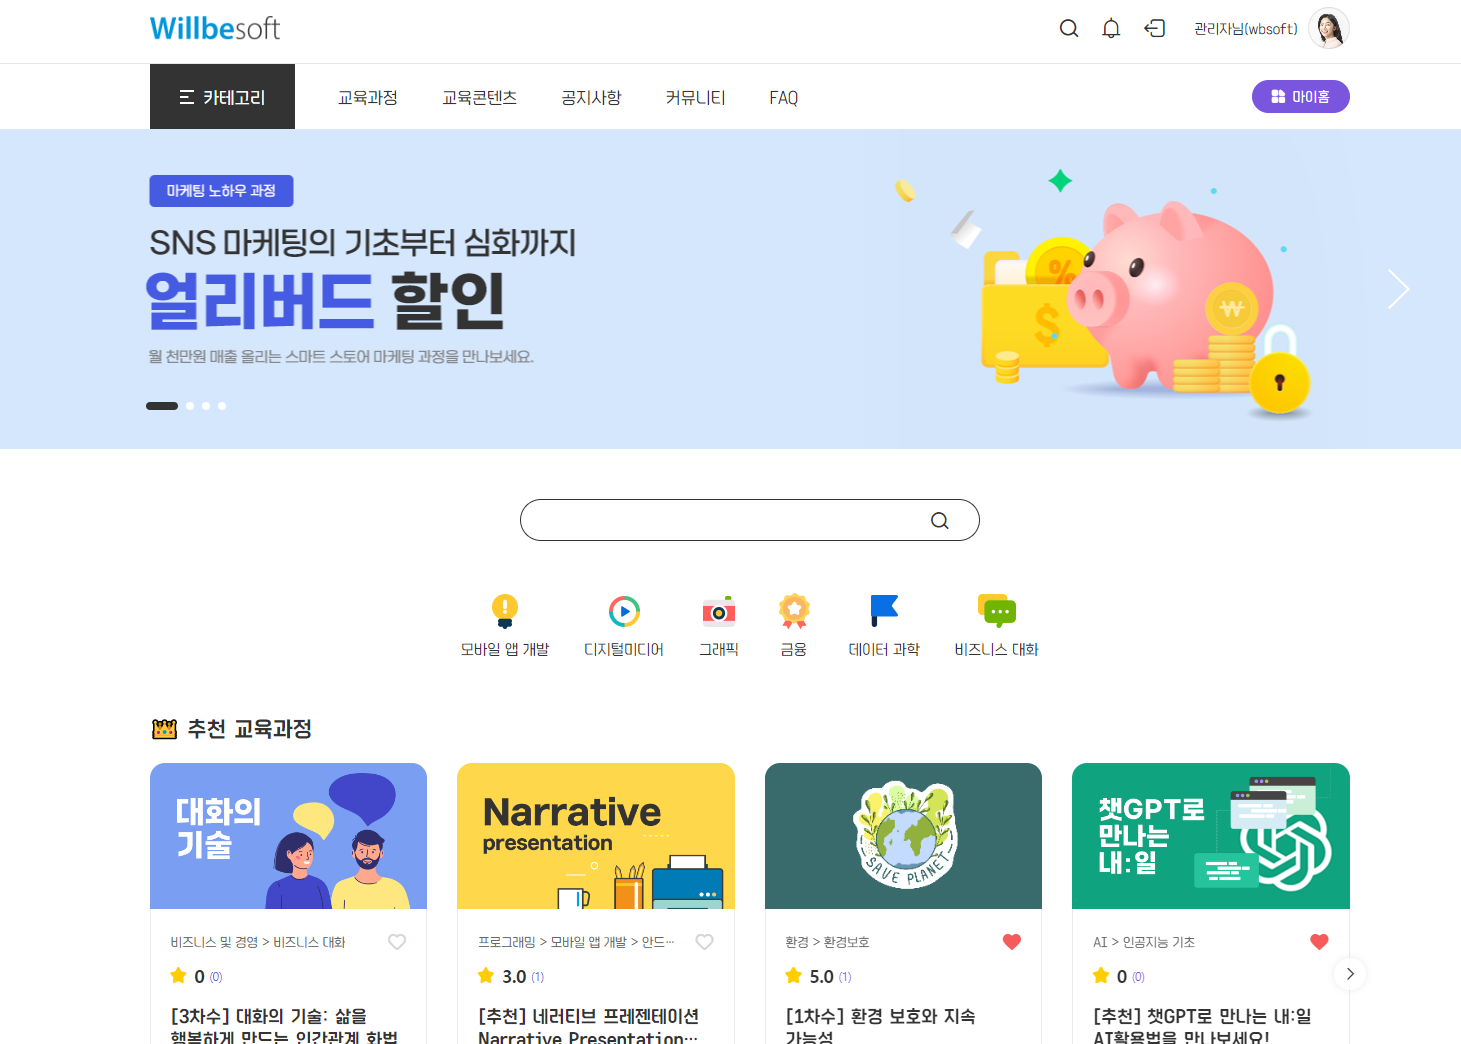 Willbesoft
관리자님(wbsoft)
카테고리
교육과정
교육콘텐츠
공지사항
커뮤니티
FAQ
마이홈
마케팅 노하우 과정
SNS 마케팅의 기초부터 심화까지
얼리버드 할인
월 천만원 매출 올리는 스마트 스토어 마케팅 과정을 만나보세요.
%
$
₩
모바일 앱 개발
디지털미디어
그래픽
금융
데이터 과학
비즈니스 대화
추천 교육과정
대화의
기술
비즈니스 및 경영 > 비즈니스 대화
0 (0)
[3차수] 대화의 기술: 삶을
행복하게 만드는 인간관계 화법
Narrative
presentation
프로그래밍 > 모바일 앱 개발 > 안드…
3.0 (1)
[추천] 네러티브 프레젠테이션
Narrative Presentation…
SAVE PLANET
환경 > 환경보호
5.0 (1)
[1차수] 환경 보호와 지속
가능성
챗GPT로
만나는
내:일
AI > 인공지능 기초
0 (0)
[추천] 챗GPT로 만나는 내:일
AI활용법을 만나보세요!